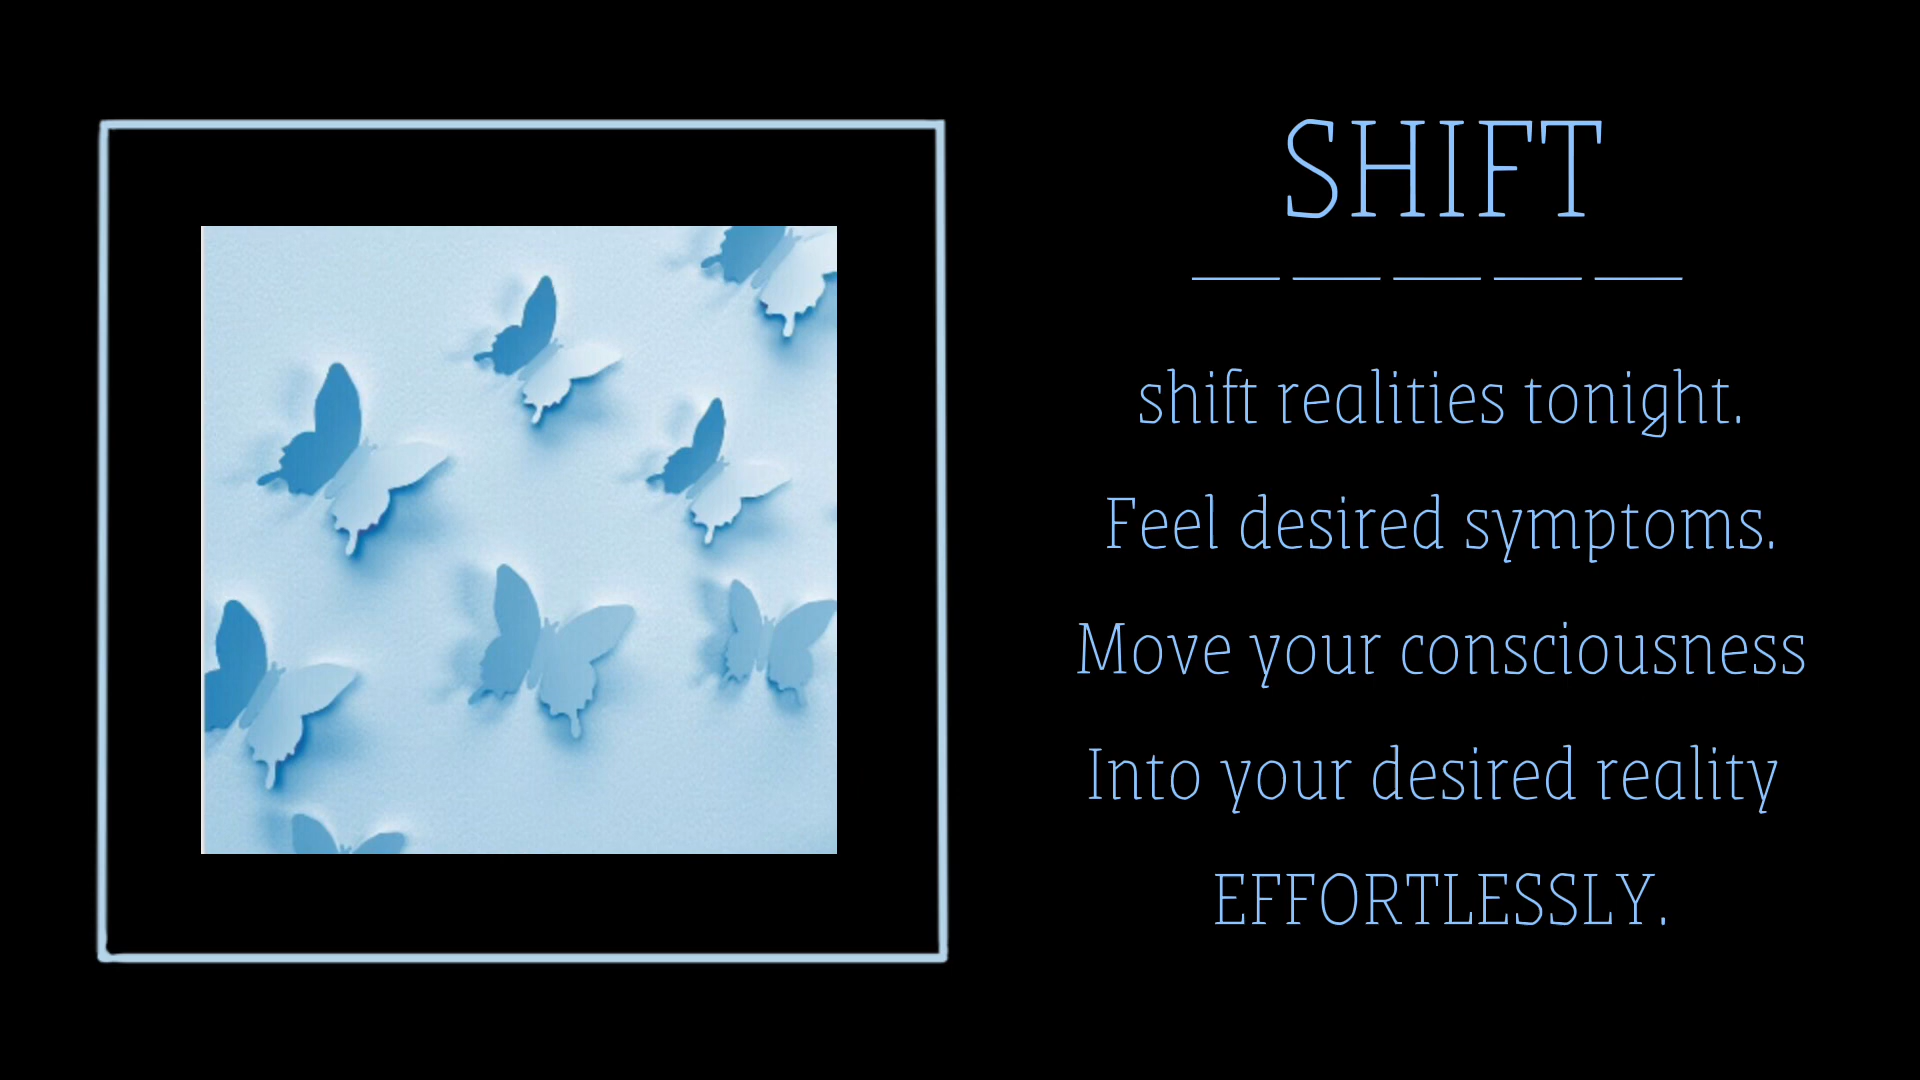 SHIFT
shift realities tonight.
Feel desired symptoms.
Move your consciousness
Into your desired reality
EFFORTLESSLY.